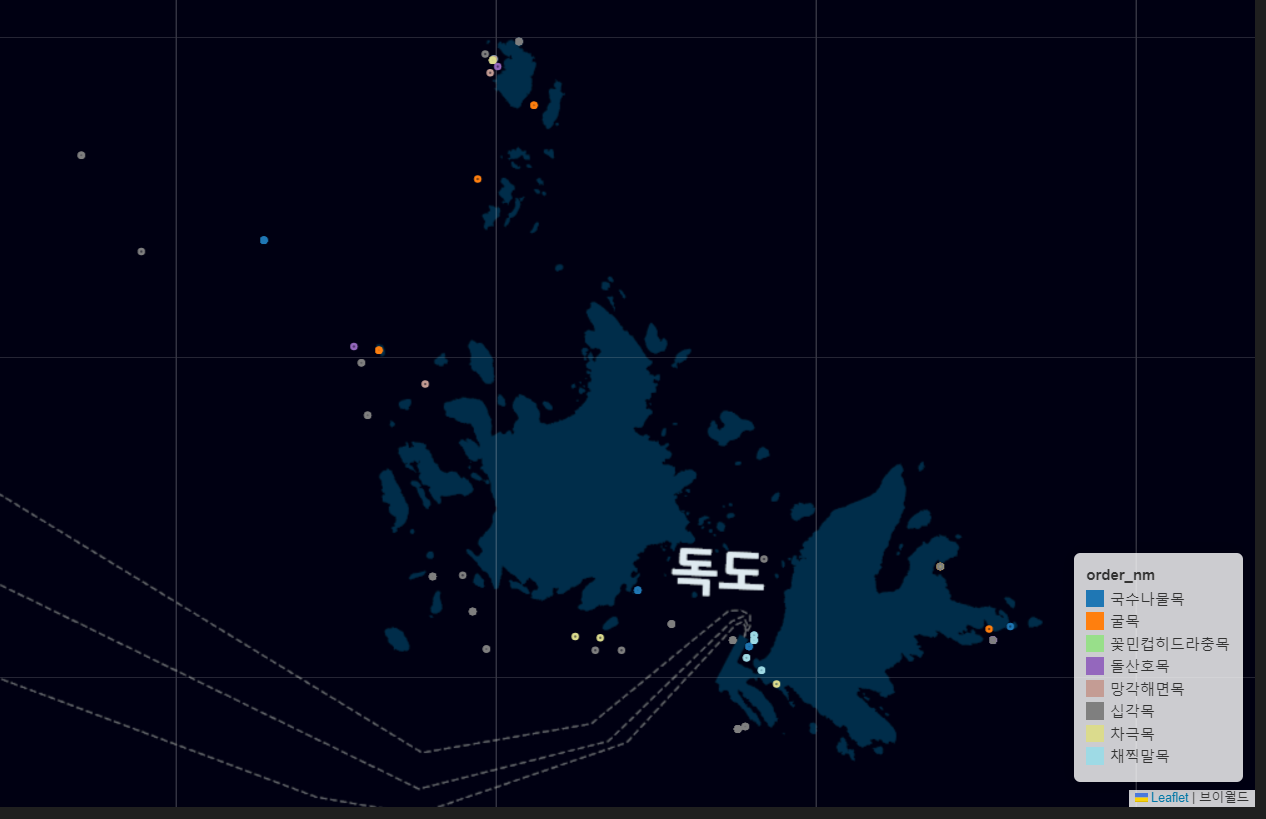 독도
order_nm
국수나물목
굴목
꽃민컵히드라충목
돌산호목
망각해면목
십각목
차극목
채찍말목
Leaflet | 브이월드